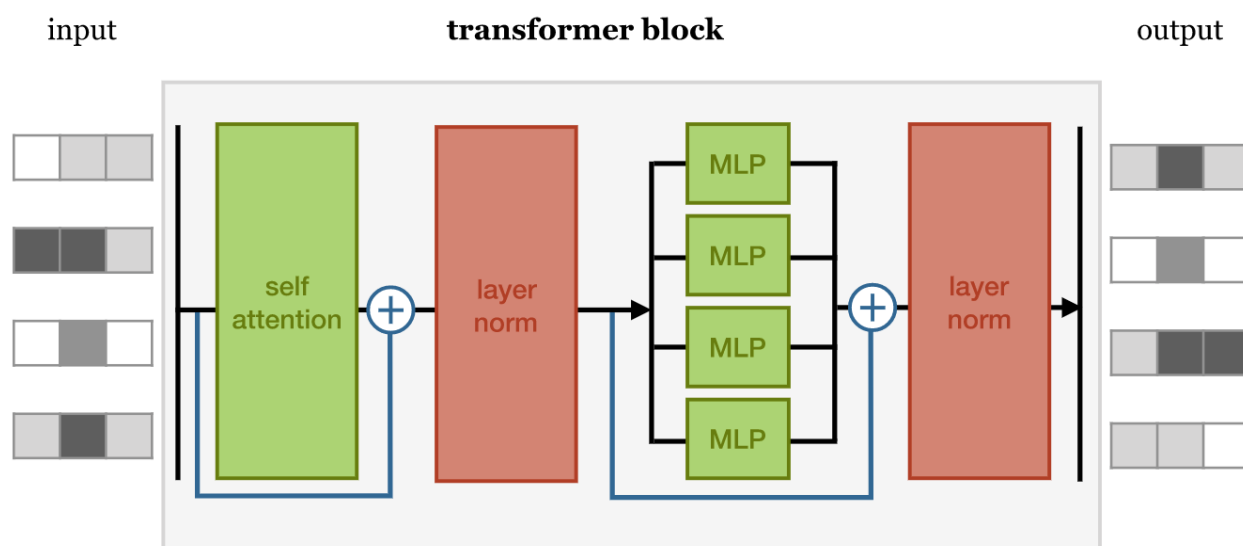 input
transformer block
output
self
attention
layer
norm
MLP
MLP
MLP
MLP
layer
norm